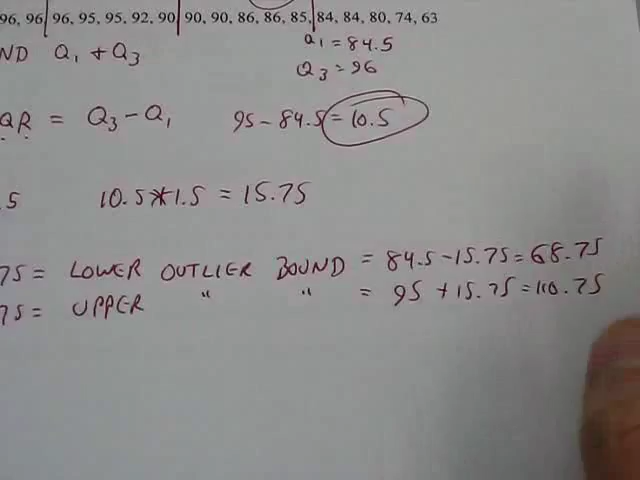 96, 96 96, 95, 95, 92, 90 90, 90, 86, 86, 85, 84, 84, 80, 74, 63
ND Q1 + Q3
Q1 = 84.5
Q3 = 96
QR = Q3 - Q1 95 - 84.5 = 10.5
.5 10.5 * 1.5 = 15.75
75 = LOWER OUTLIER BOUND = 84.5 - 15.75 = 68.75
75 = UPPER " " = 95 + 15.75 = 110.75